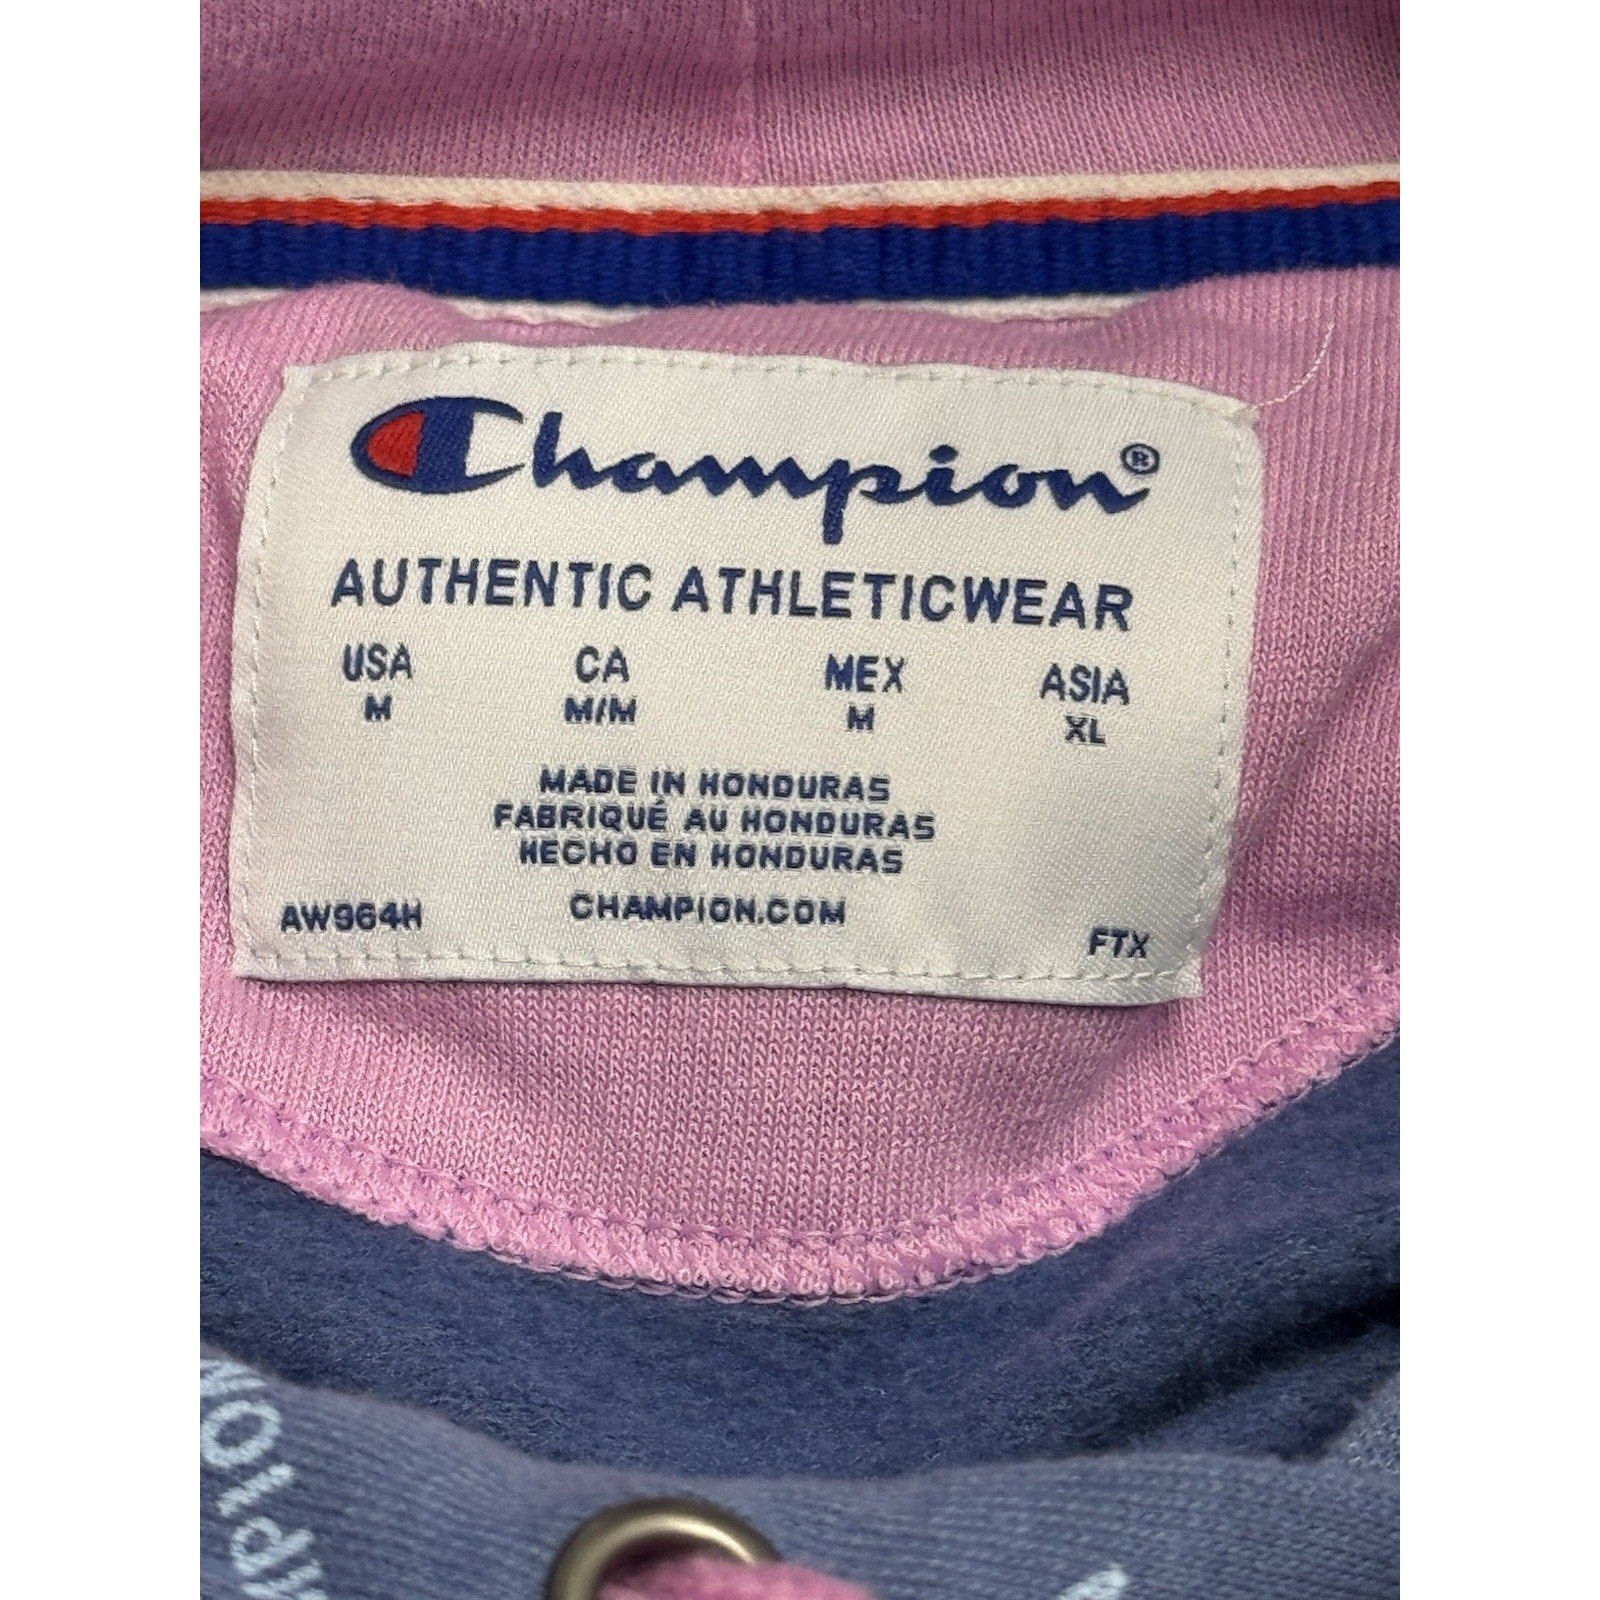 Champion®
AUTHENTIC ATHLETICWEAR
USA CA MEX ASIA
M M/M M XL
MADE IN HONDURAS
FABRIQUÉ AU HONDURAS
HECHO EN HONDURAS
CHAMPION.COM
AW964H FTX